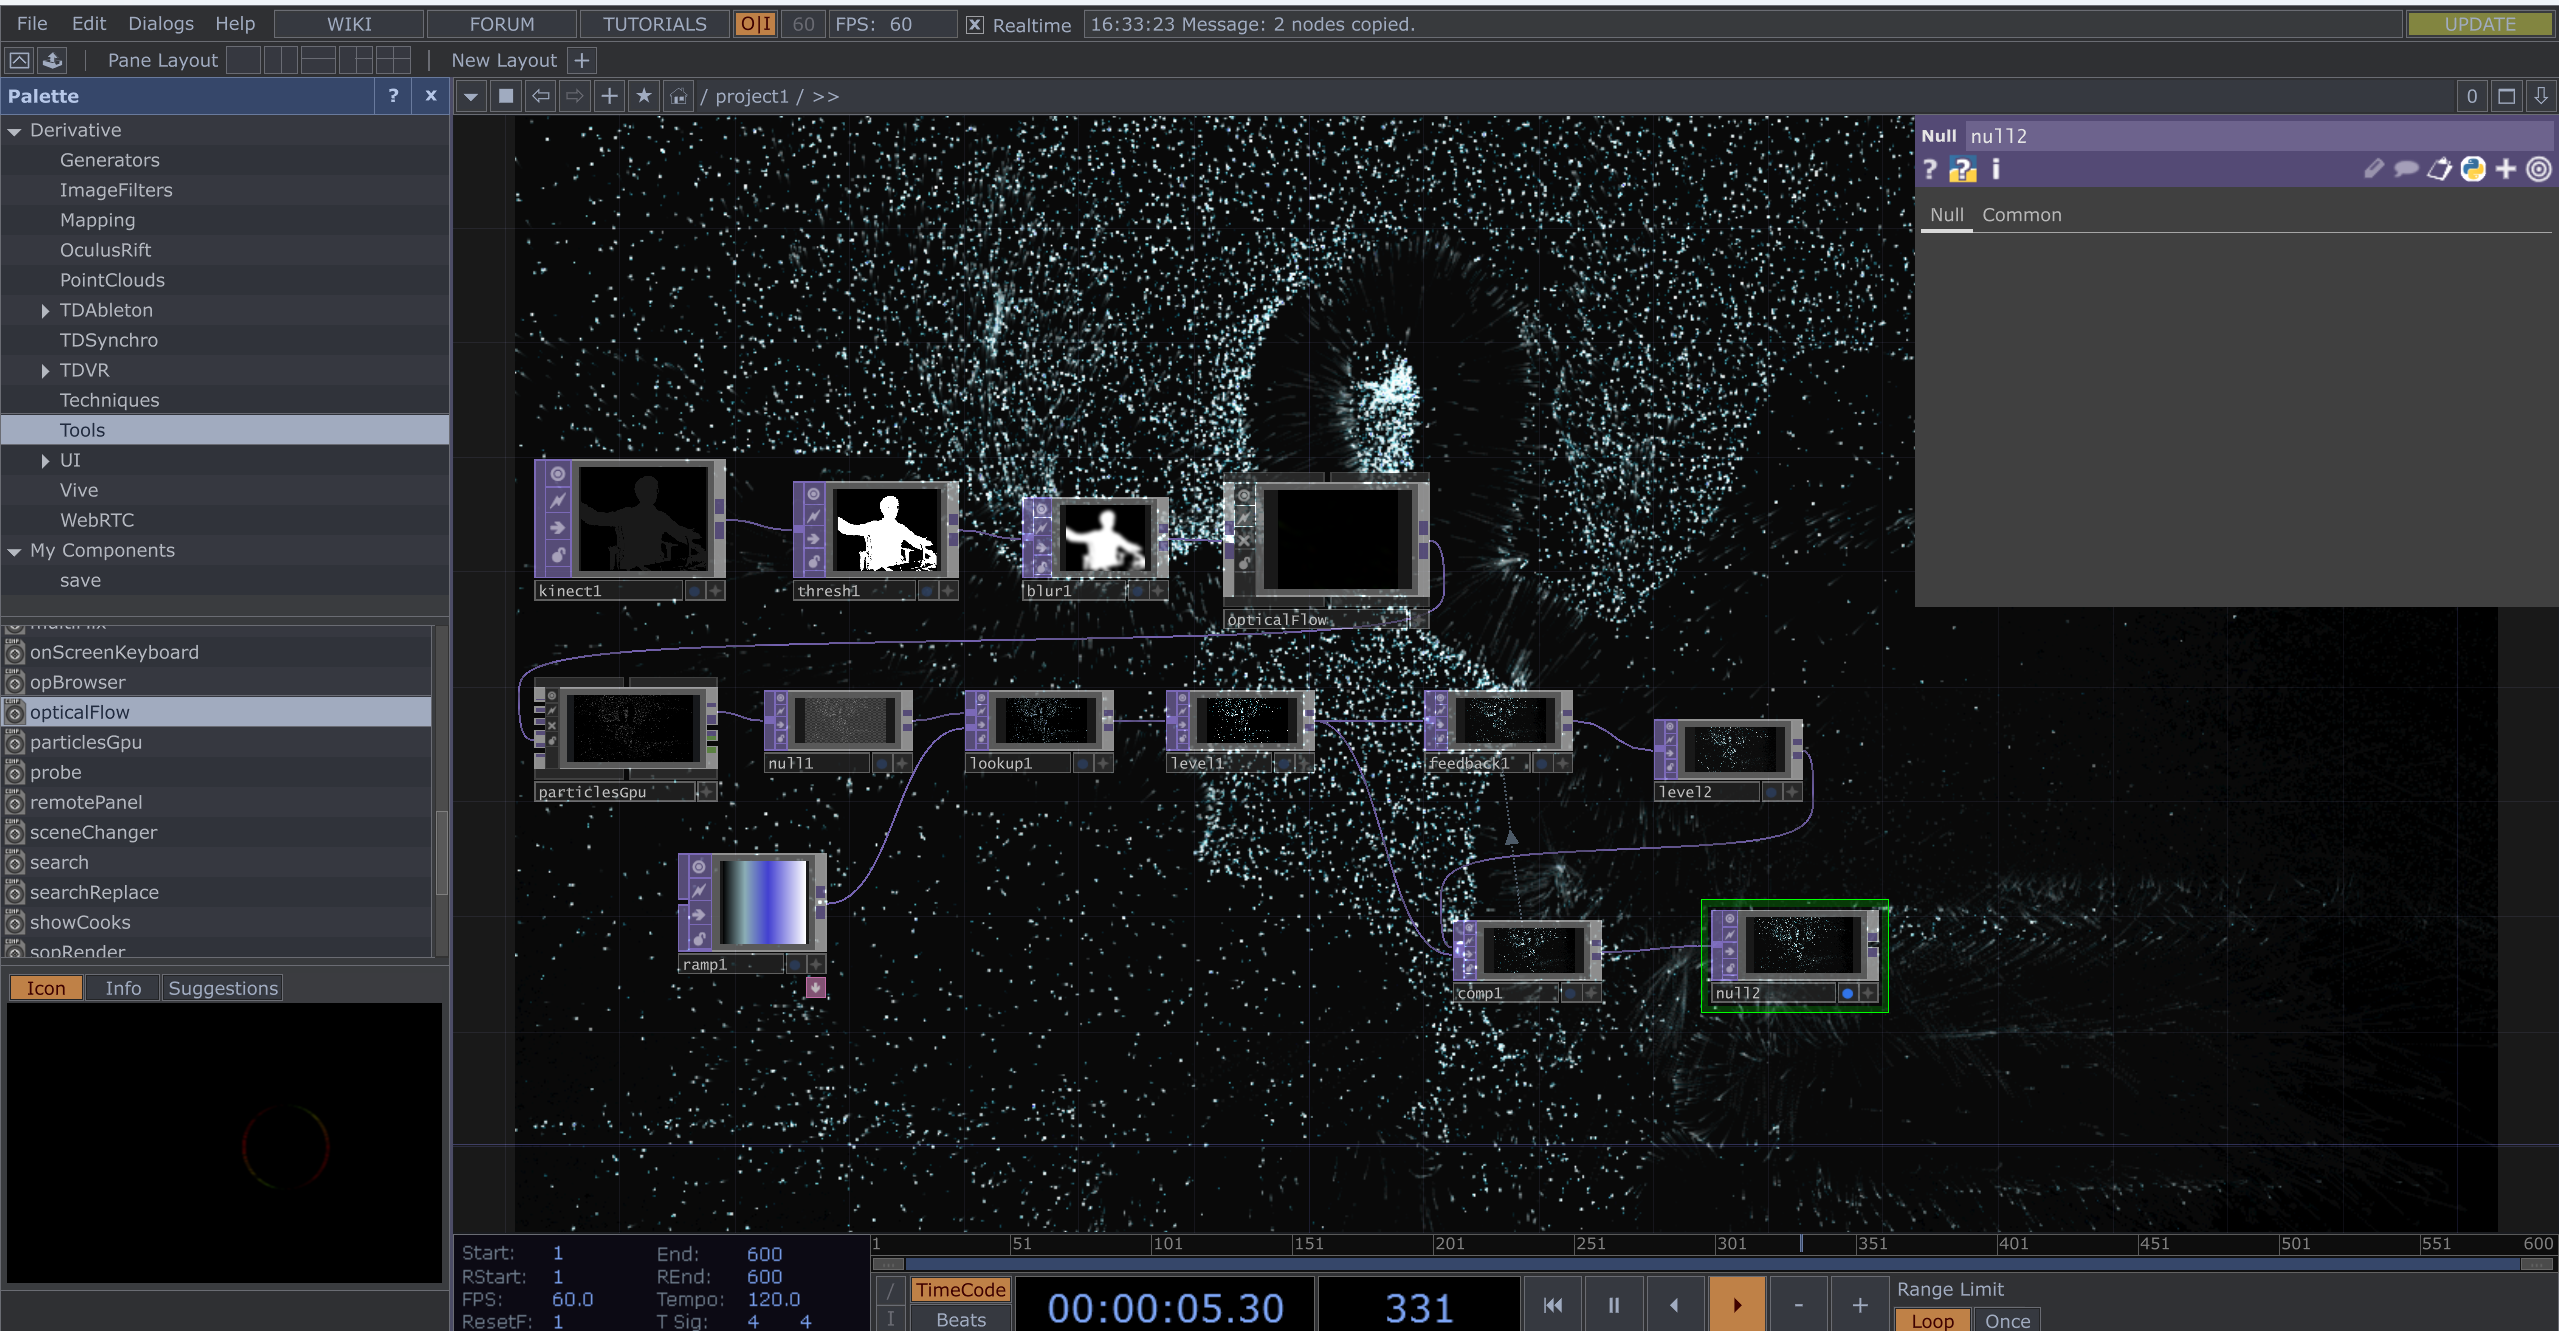 File Edit Dialogs Help WIKI FORUM TUTORIALS O|I 60 FPS: 60 Realtime 16:33:23 Message: 2 nodes copied. UPDATE
Pane Layout New Layout +
Palette ? x / project1 / >> 0
Derivative
Generators
ImageFilters
Mapping
OculusRift
PointClouds
TDAbleton
TDSynchro
TDVR
Techniques
Tools
UI
Vive
WebRTC
My Components
save
onScreenKeyboard
opBrowser
opticalFlow
particlesGpu
probe
remotePanel
sceneChanger
search
searchReplace
showCooks
sopRender
Icon Info Suggestions
Null null2
Null Common
kinect1
thresh1
blur1
opticalFlow
particlesGpu
null1
lookup1
level1
feedback1
level2
ramp1
comp1
null2
Start: 1 End: 600
RStart: 1 REnd: 600
FPS: 60.0 Tempo: 120.0
ResetF: 1 T Sig: 4 4
1 51 101 151 201 251 301 351 401 451 501 551 600
TimeCode
Beats
00:00:05.30
331
- +
Range Limit
Loop Once